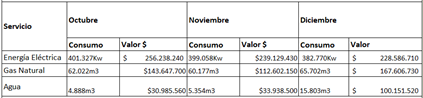 Servicio Octubre Noviembre Diciembre
Consumo Valor $ Consumo Valor $ Consumo Valor
Energía Eléctrica 401.327Kw $ 256.238.240 399.058Kw $239.129.430 382.770Kw $ 228.586.710
Gas Natural 62.022m3 $143.647.700 60.177m3 $112.602.150 65.702m3 167.606.730
Agua 4.888m3 $30.985.560 5.354m3 $33.938.500 15.803m3 $ 100.151.520